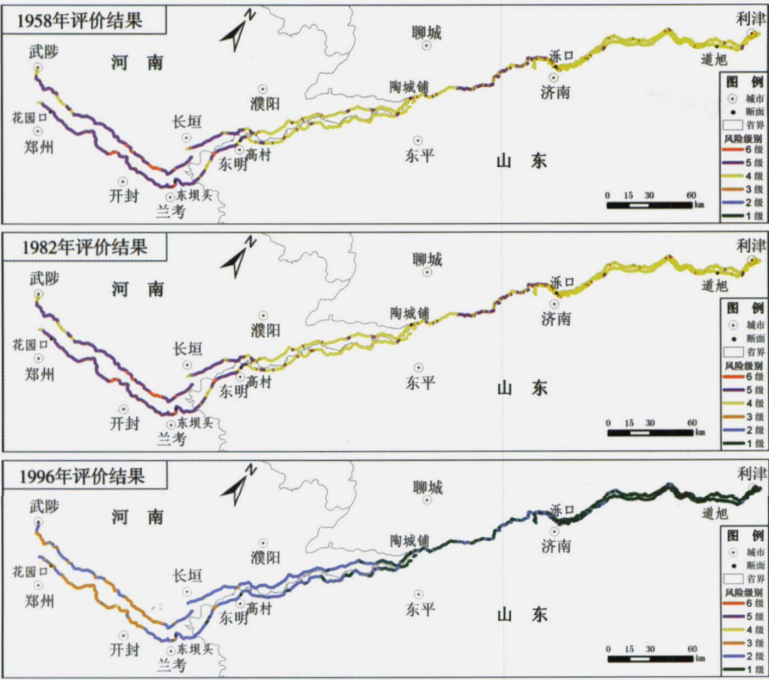 1958年评价结果
N
聊城
利津
武陟
河 南
泺口
道旭
陶城铺
济南
图 例
城市
断面
省界
风险级别
6 级
5 级
4 级
3 级
2 级
1 级
花园口
郑州
濮阳
长垣
东明
高村
东平
山 东
开封
东坝头
兰考
0 15 30 60
km
1982年评价结果
N
聊城
利津
武陟
河 南
泺口
道旭
陶城铺
济南
图 例
城市
断面
省界
风险级别
6 级
5 级
4 级
3 级
2 级
1 级
花园口
郑州
濮阳
长垣
东明
高村
东平
山 东
开封
东坝头
兰考
0 15 30 60
km
1996年评价结果
N
聊城
利津
武陟
河 南
泺口
道旭
陶城铺
济南
图 例
城市
断面
省界
风险级别
6 级
5 级
4 级
3 级
2 级
1 级
花园口
郑州
濮阳
长垣
东明
高村
东平
山 东
开封
东坝头
兰考
0 15 30 60
km